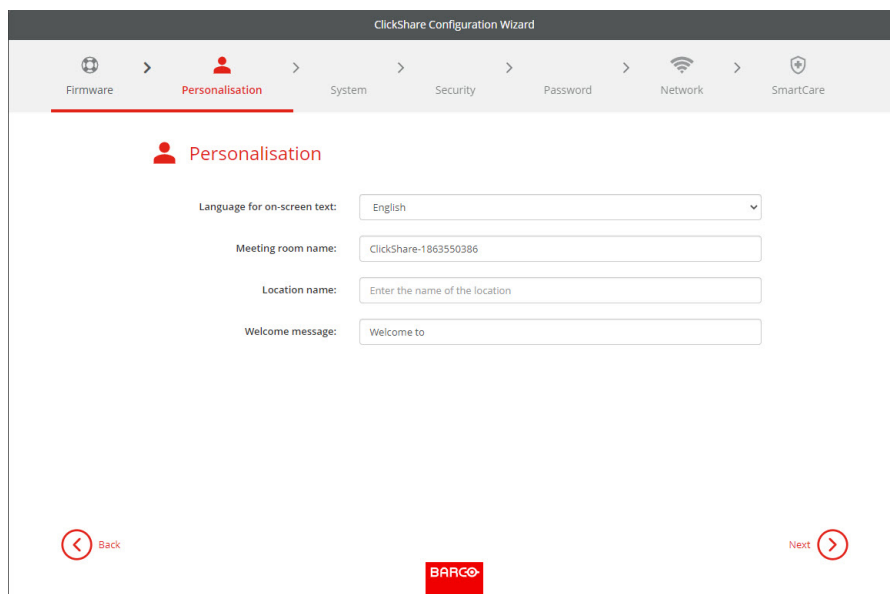 ClickShare Configuration Wizard
Firmware Personalisation System Security Password Network SmartCare
Personalisation
Language for on-screen text: English
Meeting room name: ClickShare-1863550386
Location name: Enter the name of the location
Welcome message: Welcome to
Back Next
BARCO